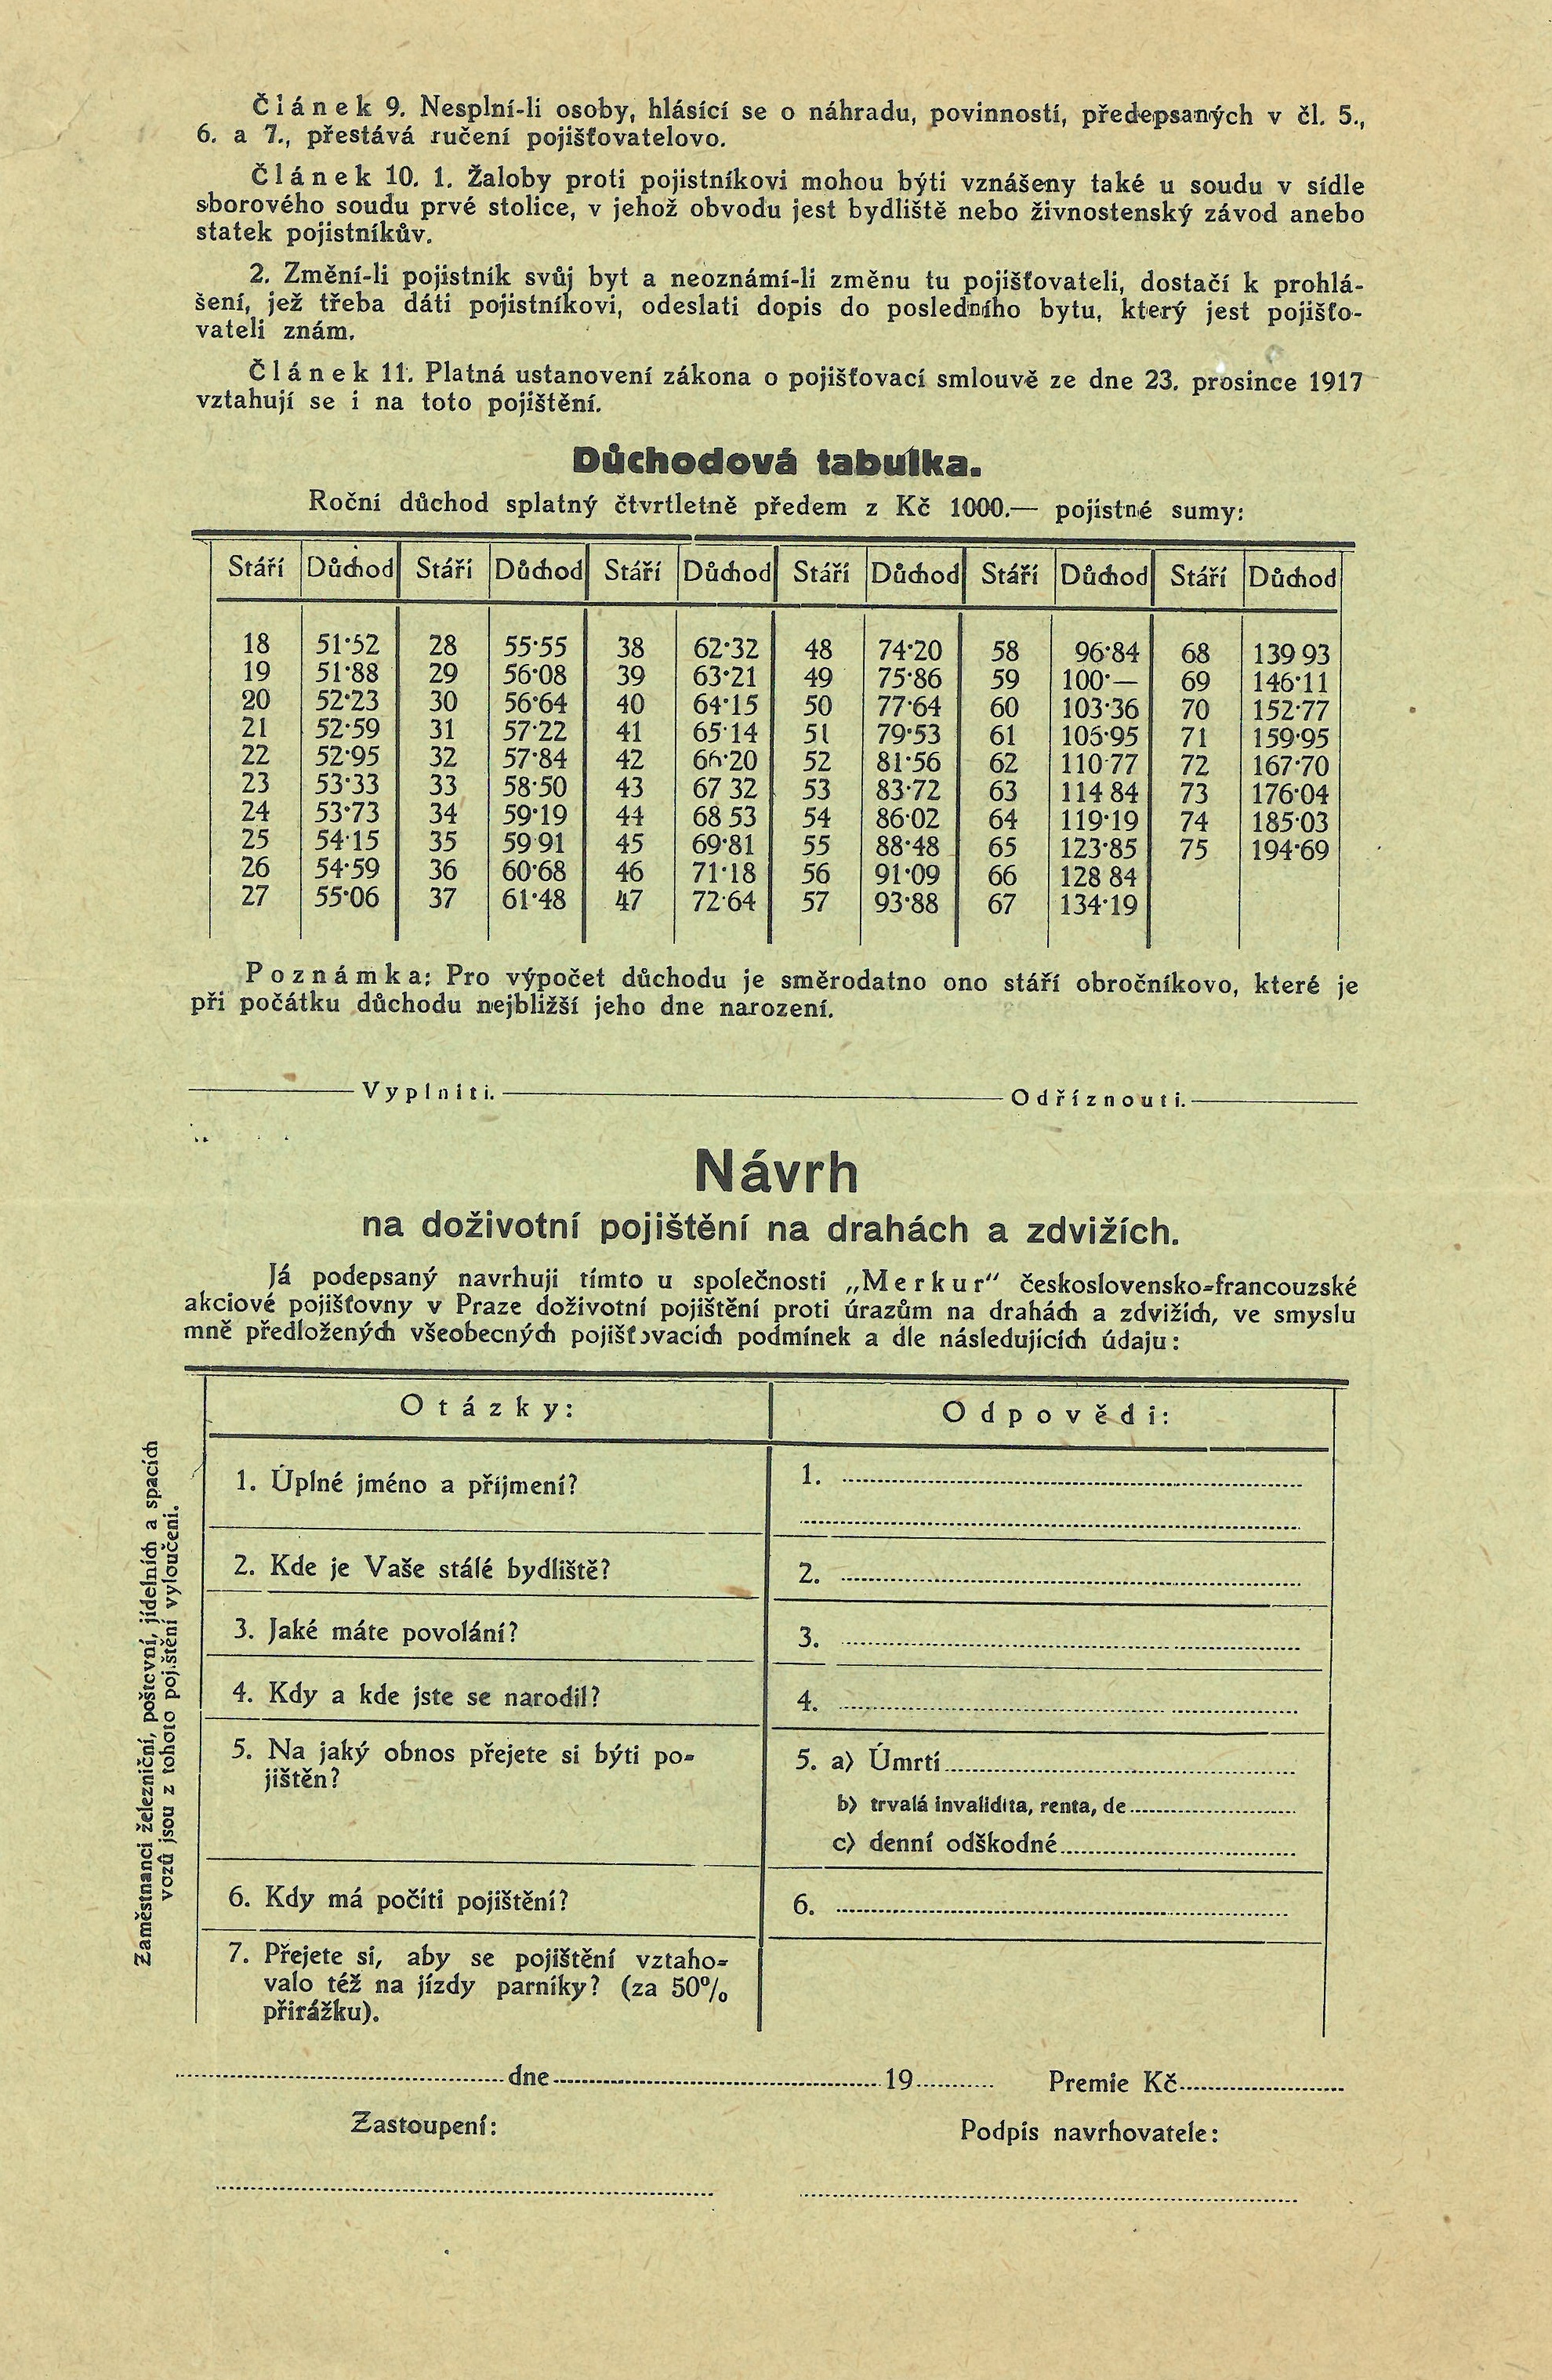 Článek 9. Nesplní-li osoby, hlásící se o náhradu, povinností, předepsaných v čl. 5.,
6. a 7., přestává ručení pojišťovatelovo.
Článek 10. 1. Žaloby proti pojistníkovi mohou býti vznášeny také u soudu v sídle
sborového soudu prvé stolice, v jehož obvodu jest bydliště nebo živnostenský závod anebo
statek pojistníkův.
2. Změní-li pojistník svůj byt a neoznámí-li změnu tu pojišťovateli, dostačí k prohlá-
šení, jež třeba dáti pojistníkovi, odeslati dopis do posledního bytu, který jest pojišťo-
vateli znám.
Článek 11. Platná ustanovení zákona o pojišťovací smlouvě ze dne 23. prosince 1917
vztahují se i na toto pojištění.
Důchodová tabulka.
Roční důchod splatný čtvrtletně předem z Kč 1000.— pojistné sumy:
Stáří Důchod Stáří Důchod Stáří Důchod Stáří Důchod Stáří Důchod Stáří Důchod
18 51·52 28 55·55 38 62·32 48 74·20 58 96·84 68 139 93
19 51·88 29 56·08 39 63·21 49 75·86 59 100·— 69 146·11
20 52·23 30 56·64 40 64·15 50 77·64 60 103·36 70 152·77
21 52·59 31 57·22 41 65·14 51 79·53 61 106·95 71 159·95
22 52·95 32 57·84 42 66·20 52 81·56 62 110·77 72 167·70
23 53·33 33 58·50 43 67 32 53 83·72 63 114 84 73 176·04
24 53·73 34 59·19 44 68 53 54 86·02 64 119·19 74 185·03
25 54·15 35 59 91 45 69·81 55 88·48 65 123·85 75 194·69
26 54·59 36 60·68 46 71·18 56 91·09 66 128 84
27 55·06 37 61·48 47 72·64 57 93·88 67 134·19
Poznámka: Pro výpočet důchodu je směrodatno ono stáří obročníkovo, které je
při počátku důchodu nejbližší jeho dne narození.
Vyplniti. Odříznouti.
Návrh
na doživotní pojištění na drahách a zdvižích.
Já podepsaný navrhuji tímto u společnosti „Merkur“ československo-francouzské
akciové pojišťovny v Praze doživotní pojištění proti úrazům na drahách a zdvižích, ve smyslu
mně předložených všeobecných pojišťovacích podmínek a dle následujících údaju:
Otázky: Odpovědi:
1. Úplné jméno a příjmení? 1.
2. Kde je Vaše stálé bydliště? 2.
3. Jaké máte povolání? 3.
4. Kdy a kde jste se narodil? 4.
5. Na jaký obnos přejete si býti po-
jištěn?
5. a) Úmrtí
b) trvalá invalidita, renta, de
c) denní odškodné
6. Kdy má počíti pojištění? 6.
7. Přejete si, aby se pojištění vztaho-
valo též na jízdy parníky? (za 50%
přirážku).
Zaměstnanci železniční, poštovní, jídelních a spacích
vozů jsou z tohoto pojištění vyloučeni.
dne 19 Premie Kč
Zastoupení: Podpis navrhovatele: